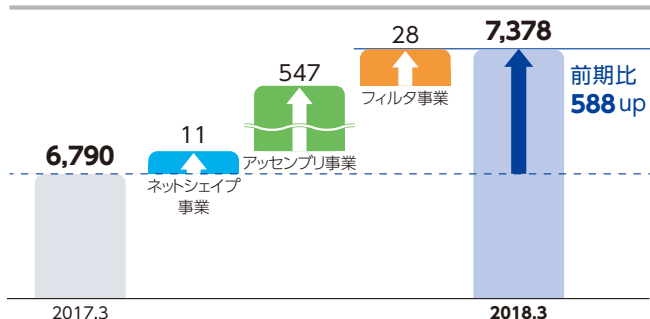 7,378
28
前期比
588 up
547
フィルタ事業
11
6,790
アッセンブリ事業
ネットシェイプ
事業
2017.3
2018.3